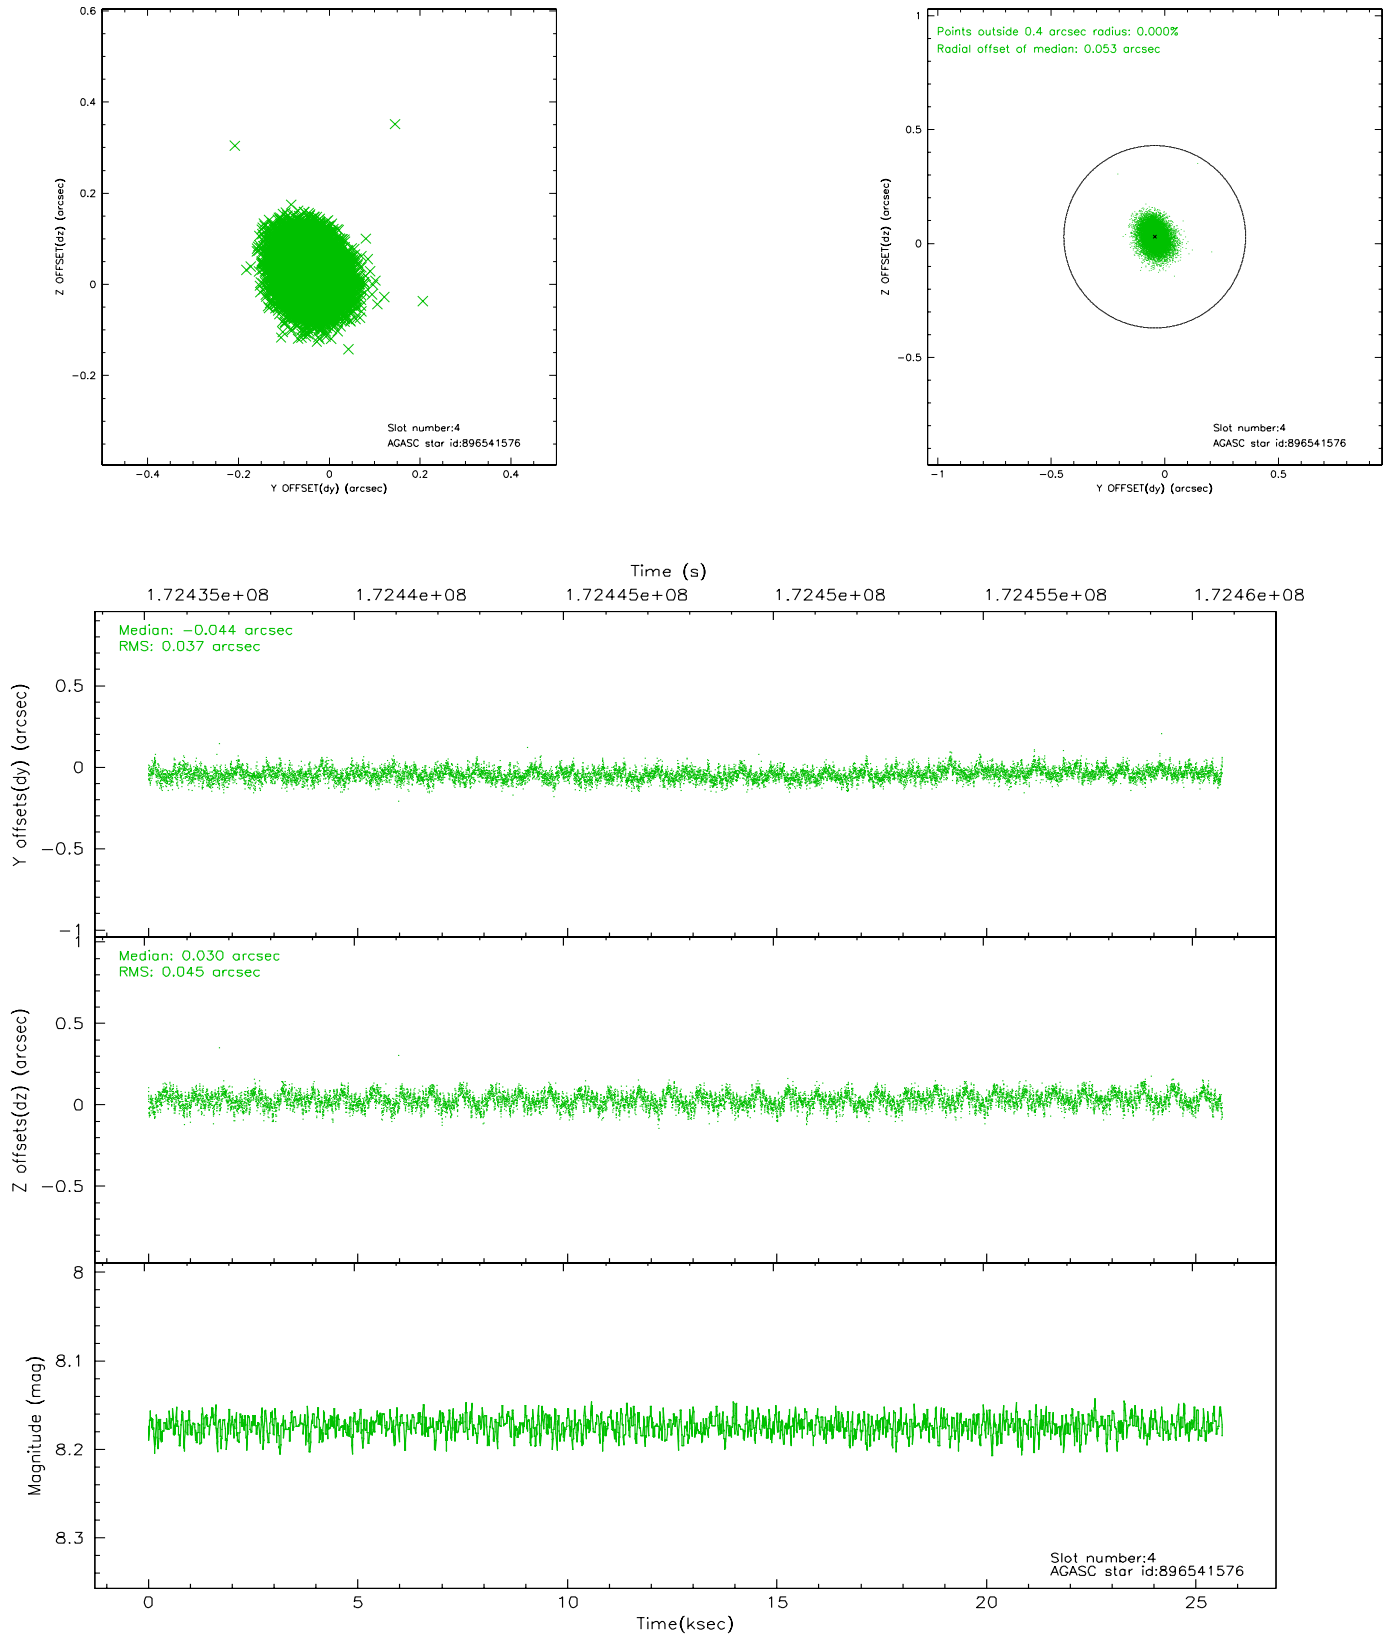 0.6
0.4
0.2
0
−0.2
Z OFFSET(dz) (arcsec)
Slot number:4
AGASC star id:896541576
−0.4 −0.2 0 0.2 0.4
Y OFFSET(dy) (arcsec)
Points outside 0.4 arcsec radius: 0.000%
Radial offset of median: 0.053 arcsec
1
0.5
0
−0.5
Z OFFSET(dz) (arcsec)
Slot number:4
AGASC star id:896541576
−1 −0.5 0 0.5
Y OFFSET(dy) (arcsec)
Time (s)
1.72435e+08 1.7244e+08 1.72445e+08 1.7245e+08 1.72455e+08 1.7246e+08
Median: −0.044 arcsec
RMS: 0.037 arcsec
0.5
0
−0.5
−1
Y offsets(dy) (arcsec)
1
Median: 0.030 arcsec
RMS: 0.045 arcsec
0.5
0
−0.5
Z offsets(dz) (arcsec)
8
8.1
8.2
8.3
Magnitude (mag)
Slot number:4
AGASC star id:896541576
0 5 10 15 20 25
Time(ksec)